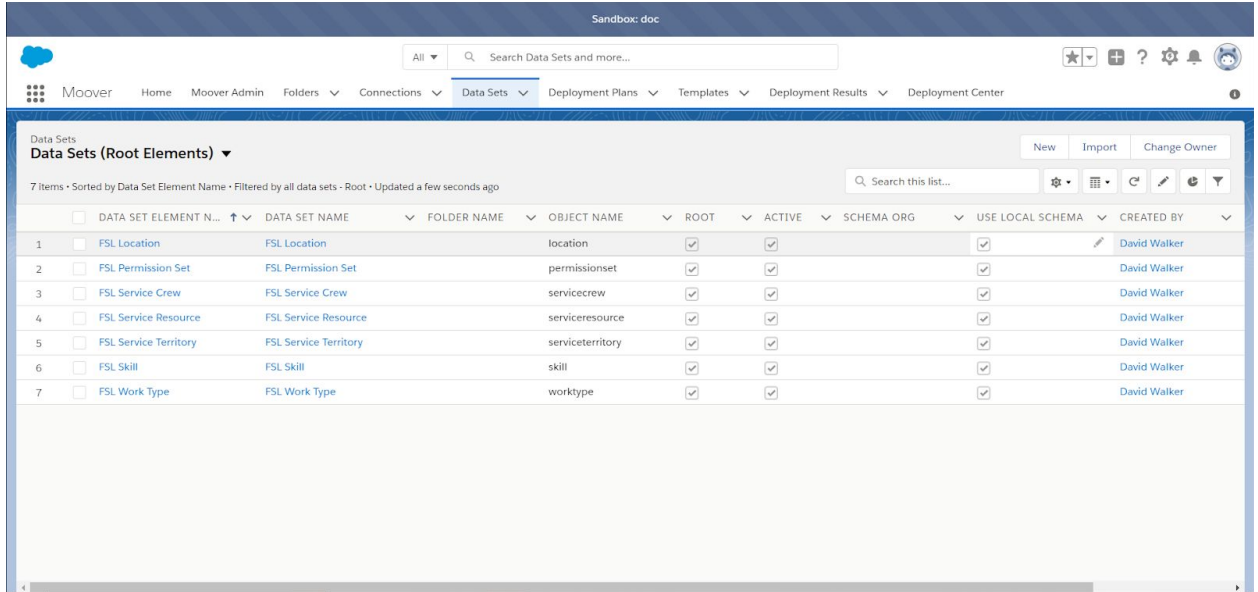 Sandbox: doc
All Search Data Sets and more...
Moover Home Moover Admin Folders Connections Data Sets Deployment Plans Templates Deployment Results Deployment Center
Data Sets
Data Sets (Root Elements)
New Import Change Owner
7 items • Sorted by Data Set Element Name • Filtered by all data sets - Root • Updated a few seconds ago
Search this list...
DATA SET ELEMENT N... DATA SET NAME FOLDER NAME OBJECT NAME ROOT ACTIVE SCHEMA ORG USE LOCAL SCHEMA CREATED BY
1 FSL Location FSL Location location David Walker
2 FSL Permission Set FSL Permission Set permissionset David Walker
3 FSL Service Crew FSL Service Crew servicecrew David Walker
4 FSL Service Resource FSL Service Resource serviceresource David Walker
5 FSL Service Territory FSL Service Territory serviceterritory David Walker
6 FSL Skill FSL Skill skill David Walker
7 FSL Work Type FSL Work Type worktype David Walker